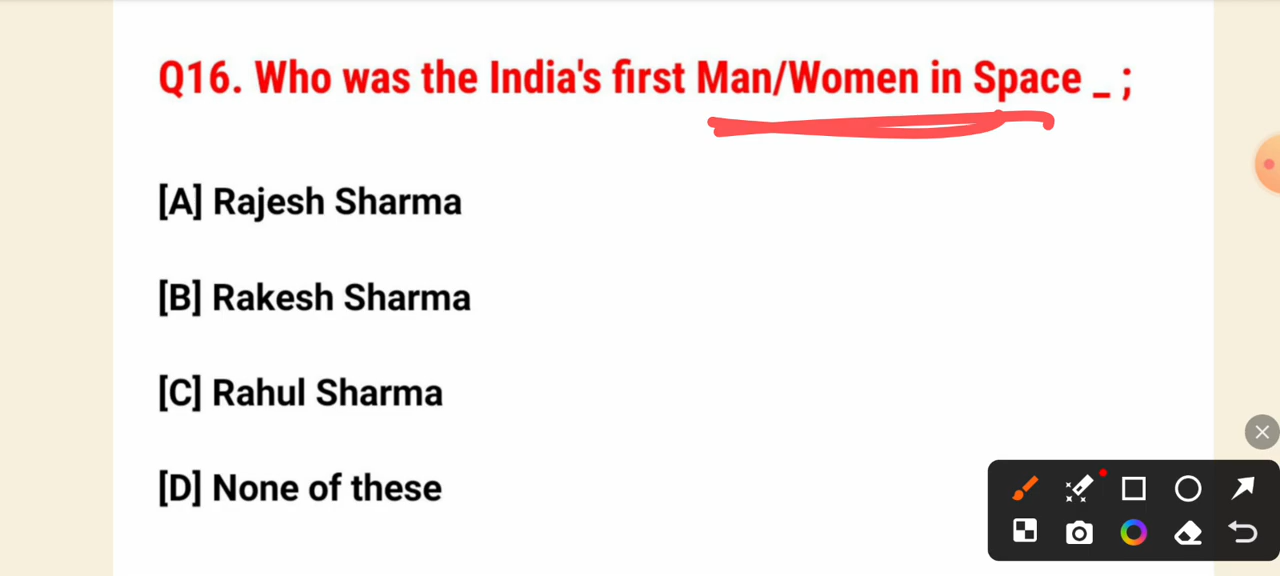 Q16. Who was the India's first Man/Women in Space _ ;
[A] Rajesh Sharma
[B] Rakesh Sharma
[C] Rahul Sharma
[D] None of these